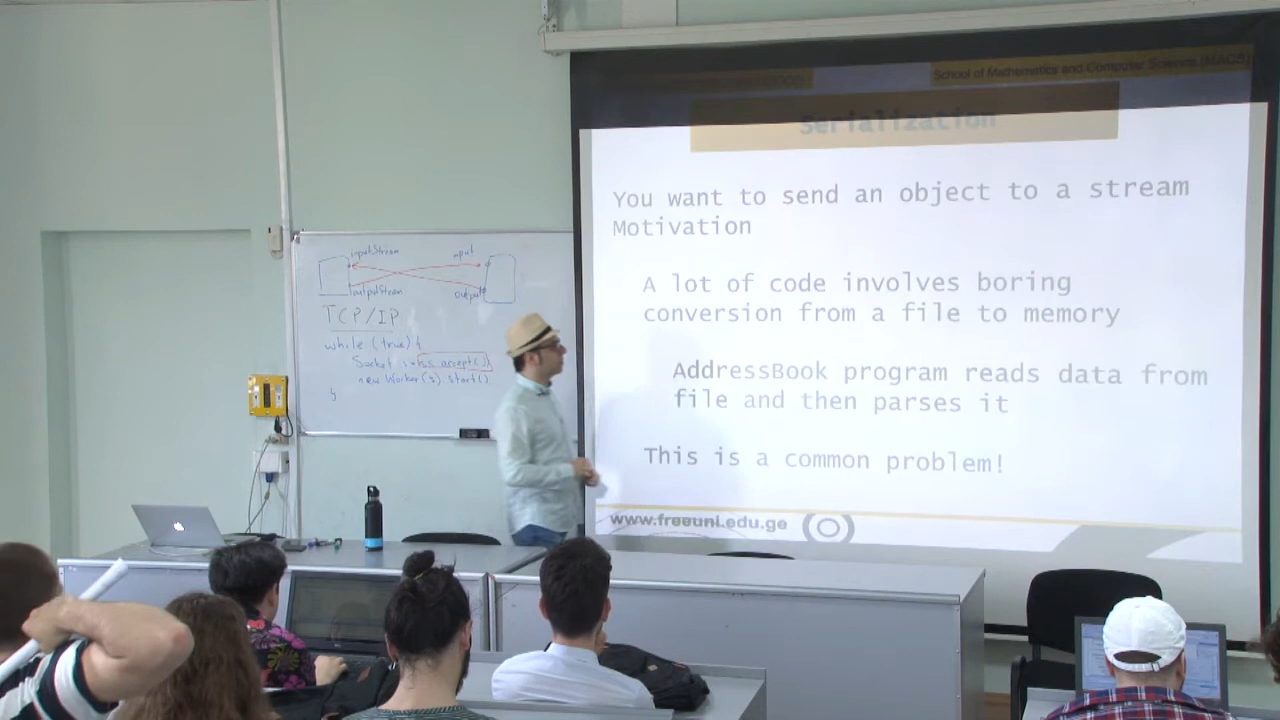 School of Mathematics and Computer Science (MACS)
Serialization
You want to send an object to a stream
Motivation
A lot of code involves boring
conversion from a file to memory
AddressBook program reads data from
file and then parses it
This is a common problem!
www.freeuni.edu.ge
inputStream
input
outputStream
output
TCP/IP
while (true) {
Socket s = ss.accept();
new Worker(s).start()
}